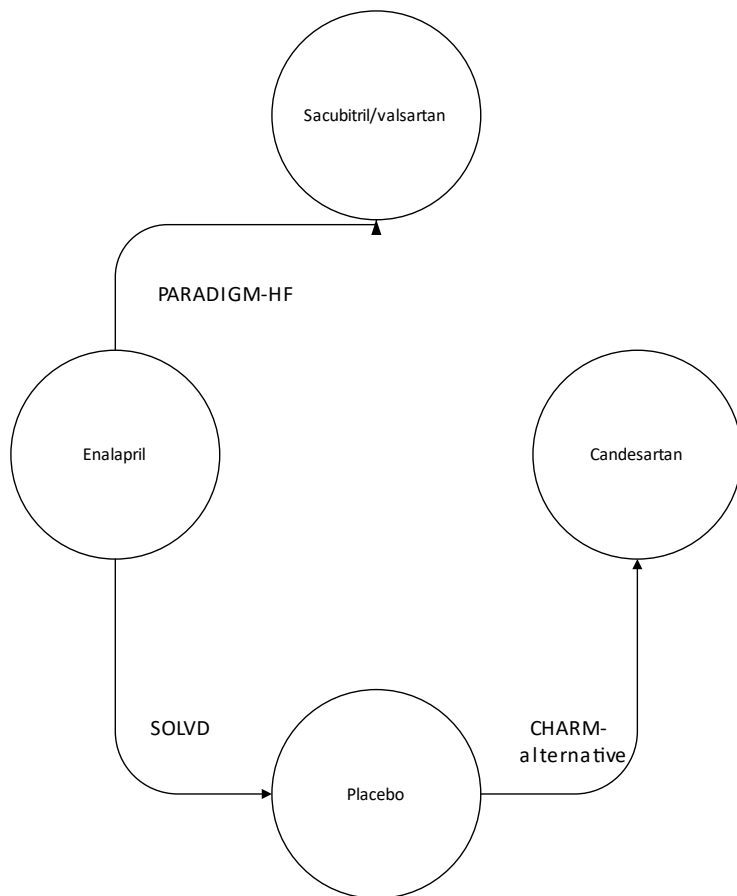 Sacubitril/valsartan
PARADIGM-HF
Enalapril
Candesartan
SOLVD
CHARM-
alternative
Placebo